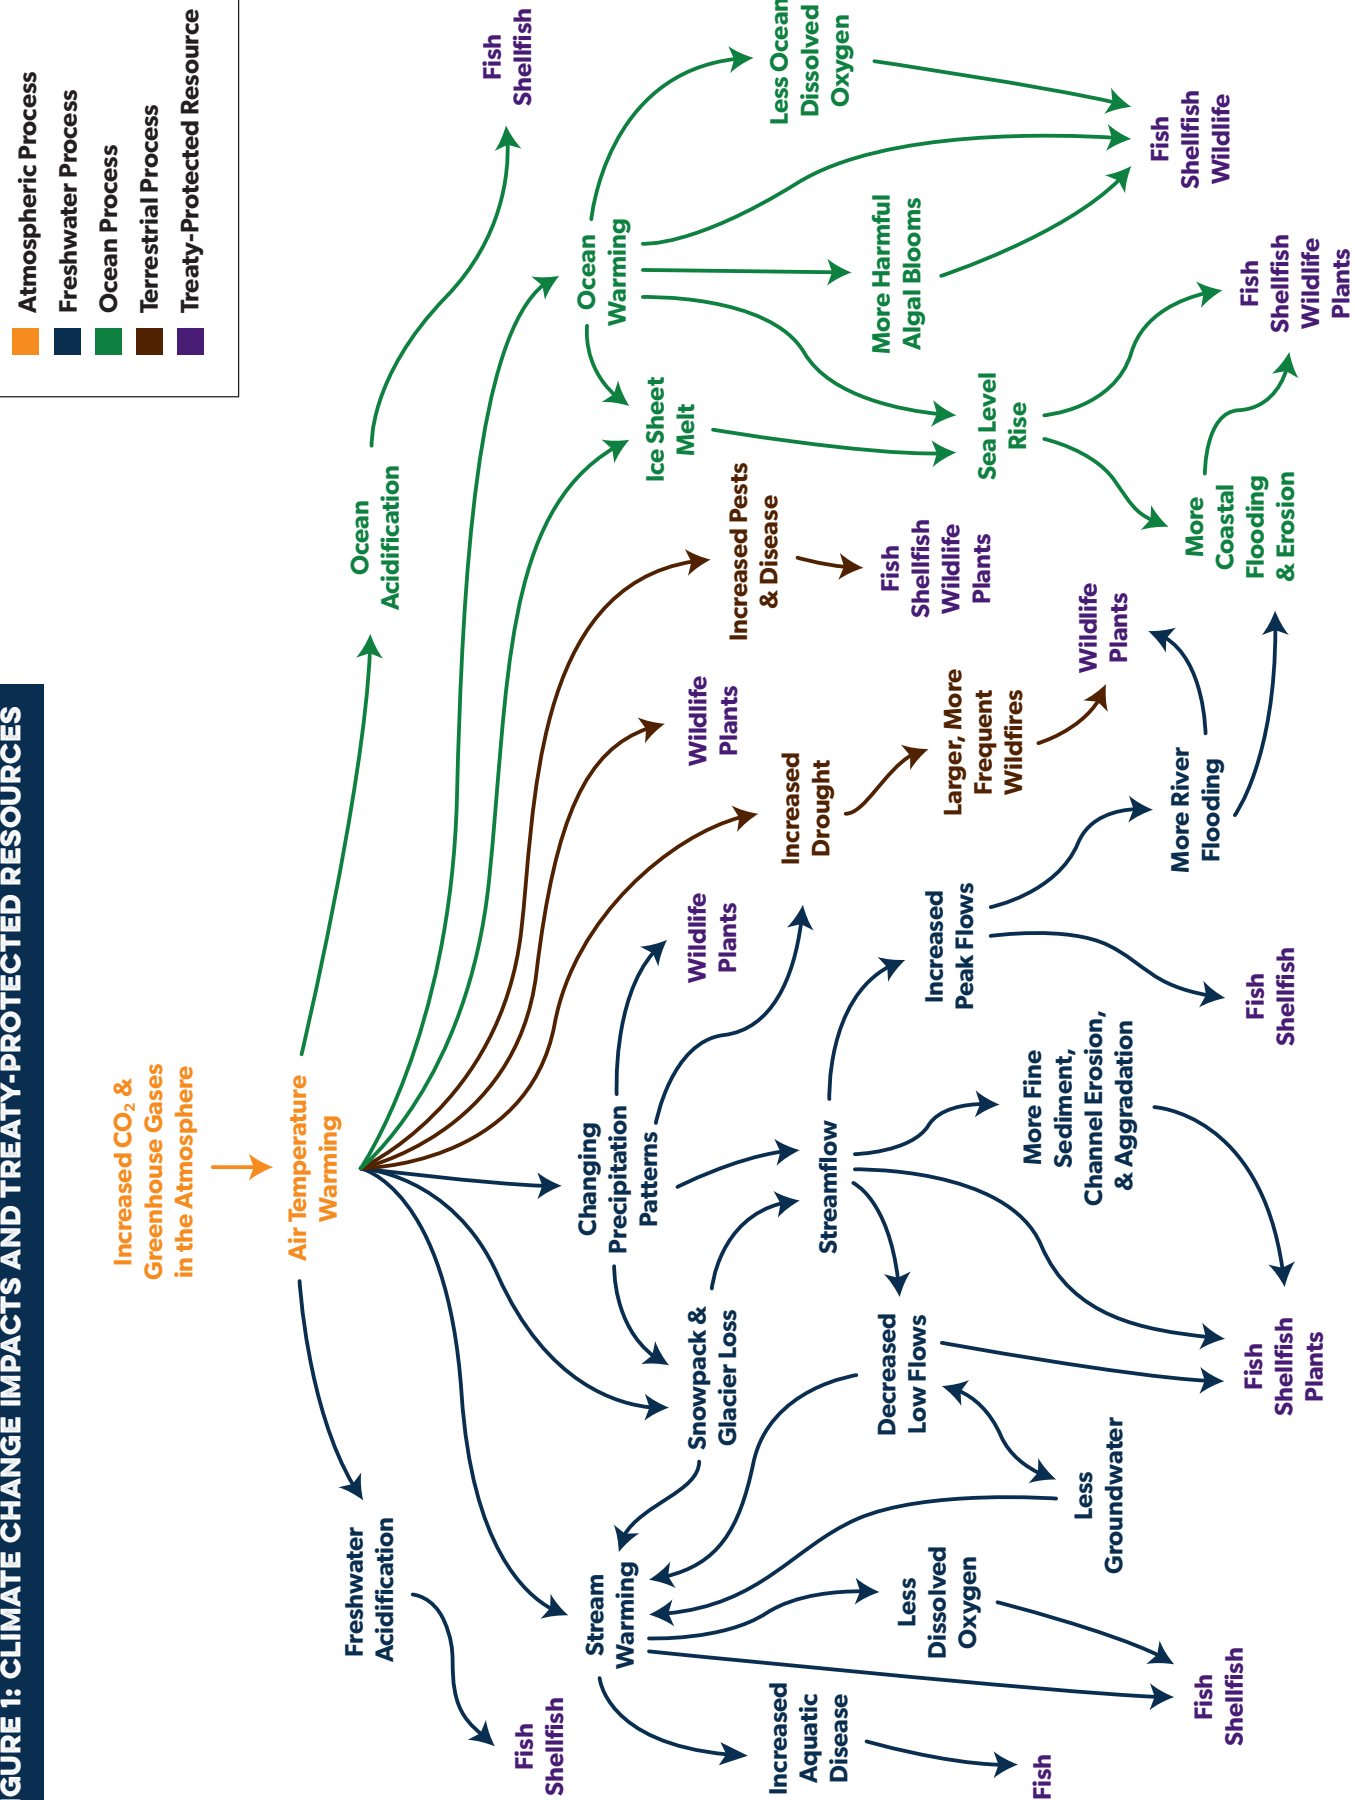 GURE 1: CLIMATE CHANGE IMPACTS AND TREATY-PROTECTED RESOURCES
Atmospheric Process
Freshwater Process
Ocean Process
Terrestrial Process
Treaty-Protected Resource
Increased CO₂ &
Greenhouse Gases
in the Atmosphere
Air Temperature
Warming
Freshwater
Acidification
Fish
Shellfish
Ocean
Acidification
Fish
Shellfish
Stream
Warming
Increased
Aquatic
Disease
Fish
Less
Dissolved
Oxygen
Fish
Shellfish
Snowpack &
Glacier Loss
Changing
Precipitation
Patterns
Wildlife
Plants
Streamflow
Decreased
Low Flows
Less
Groundwater
Fish
Shellfish
Plants
More Fine
Sediment,
Channel Erosion,
& Aggradation
Increased
Peak Flows
Fish
Shellfish
More River
Flooding
Wildlife
Plants
Increased
Drought
Larger, More
Frequent
Wildfires
Wildlife
Plants
Increased Pests
& Disease
Fish
Shellfish
Wildlife
Plants
Ice Sheet
Melt
Ocean
Warming
Sea Level
Rise
More
Coastal
Flooding
& Erosion
Fish
Shellfish
Wildlife
Plants
More Harmful
Algal Blooms
Less Ocean
Dissolved
Oxygen
Fish
Shellfish
Wildlife